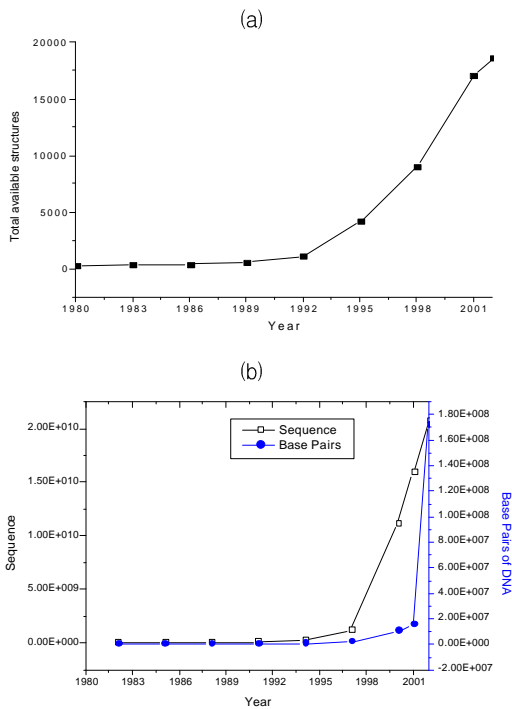 (a)
20000
15000
10000
5000
0
Total available structures
1980 1983 1986 1989 1992 1995 1998 2001
Year
(b)
Sequence
Base Pairs
2.00E+010
1.50E+010
1.00E+010
5.00E+009
0.00E+000
Sequence
1.80E+008
1.60E+008
1.40E+008
1.20E+008
1.00E+008
8.00E+007
6.00E+007
4.00E+007
2.00E+007
0.00E+000
-2.00E+007
Base Pairs of DNA
1980 1983 1986 1989 1992 1995 1998 2001
Year